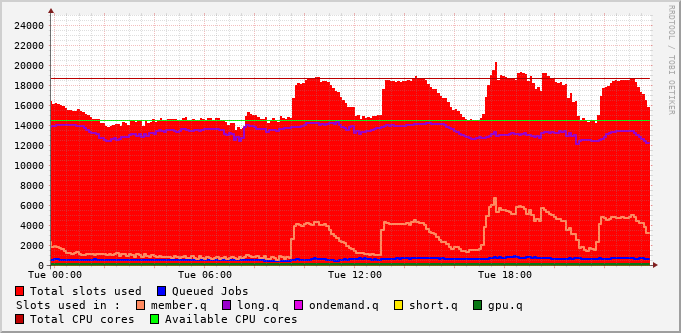 24000
22000
20000
18000
16000
14000
12000
10000
8000
6000
4000
2000
0
Tue 00:00 Tue 06:00 Tue 12:00 Tue 18:00
Total slots used Queued Jobs
Slots used in : member.q long.q ondemand.q short.q gpu.q
Total CPU cores Available CPU cores
RRDTOOL / TOBI OETIKER